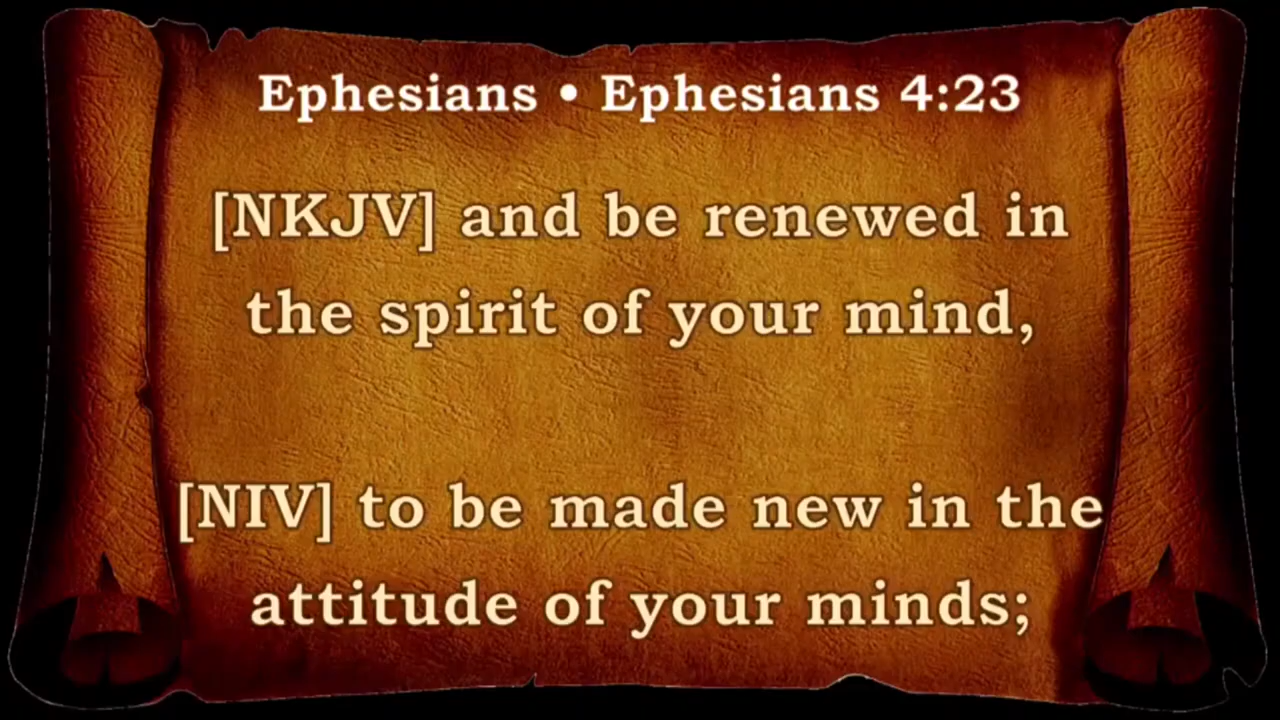 Ephesians • Ephesians 4:23
[NKJV] and be renewed in
the spirit of your mind,
[NIV] to be made new in the
attitude of your minds;